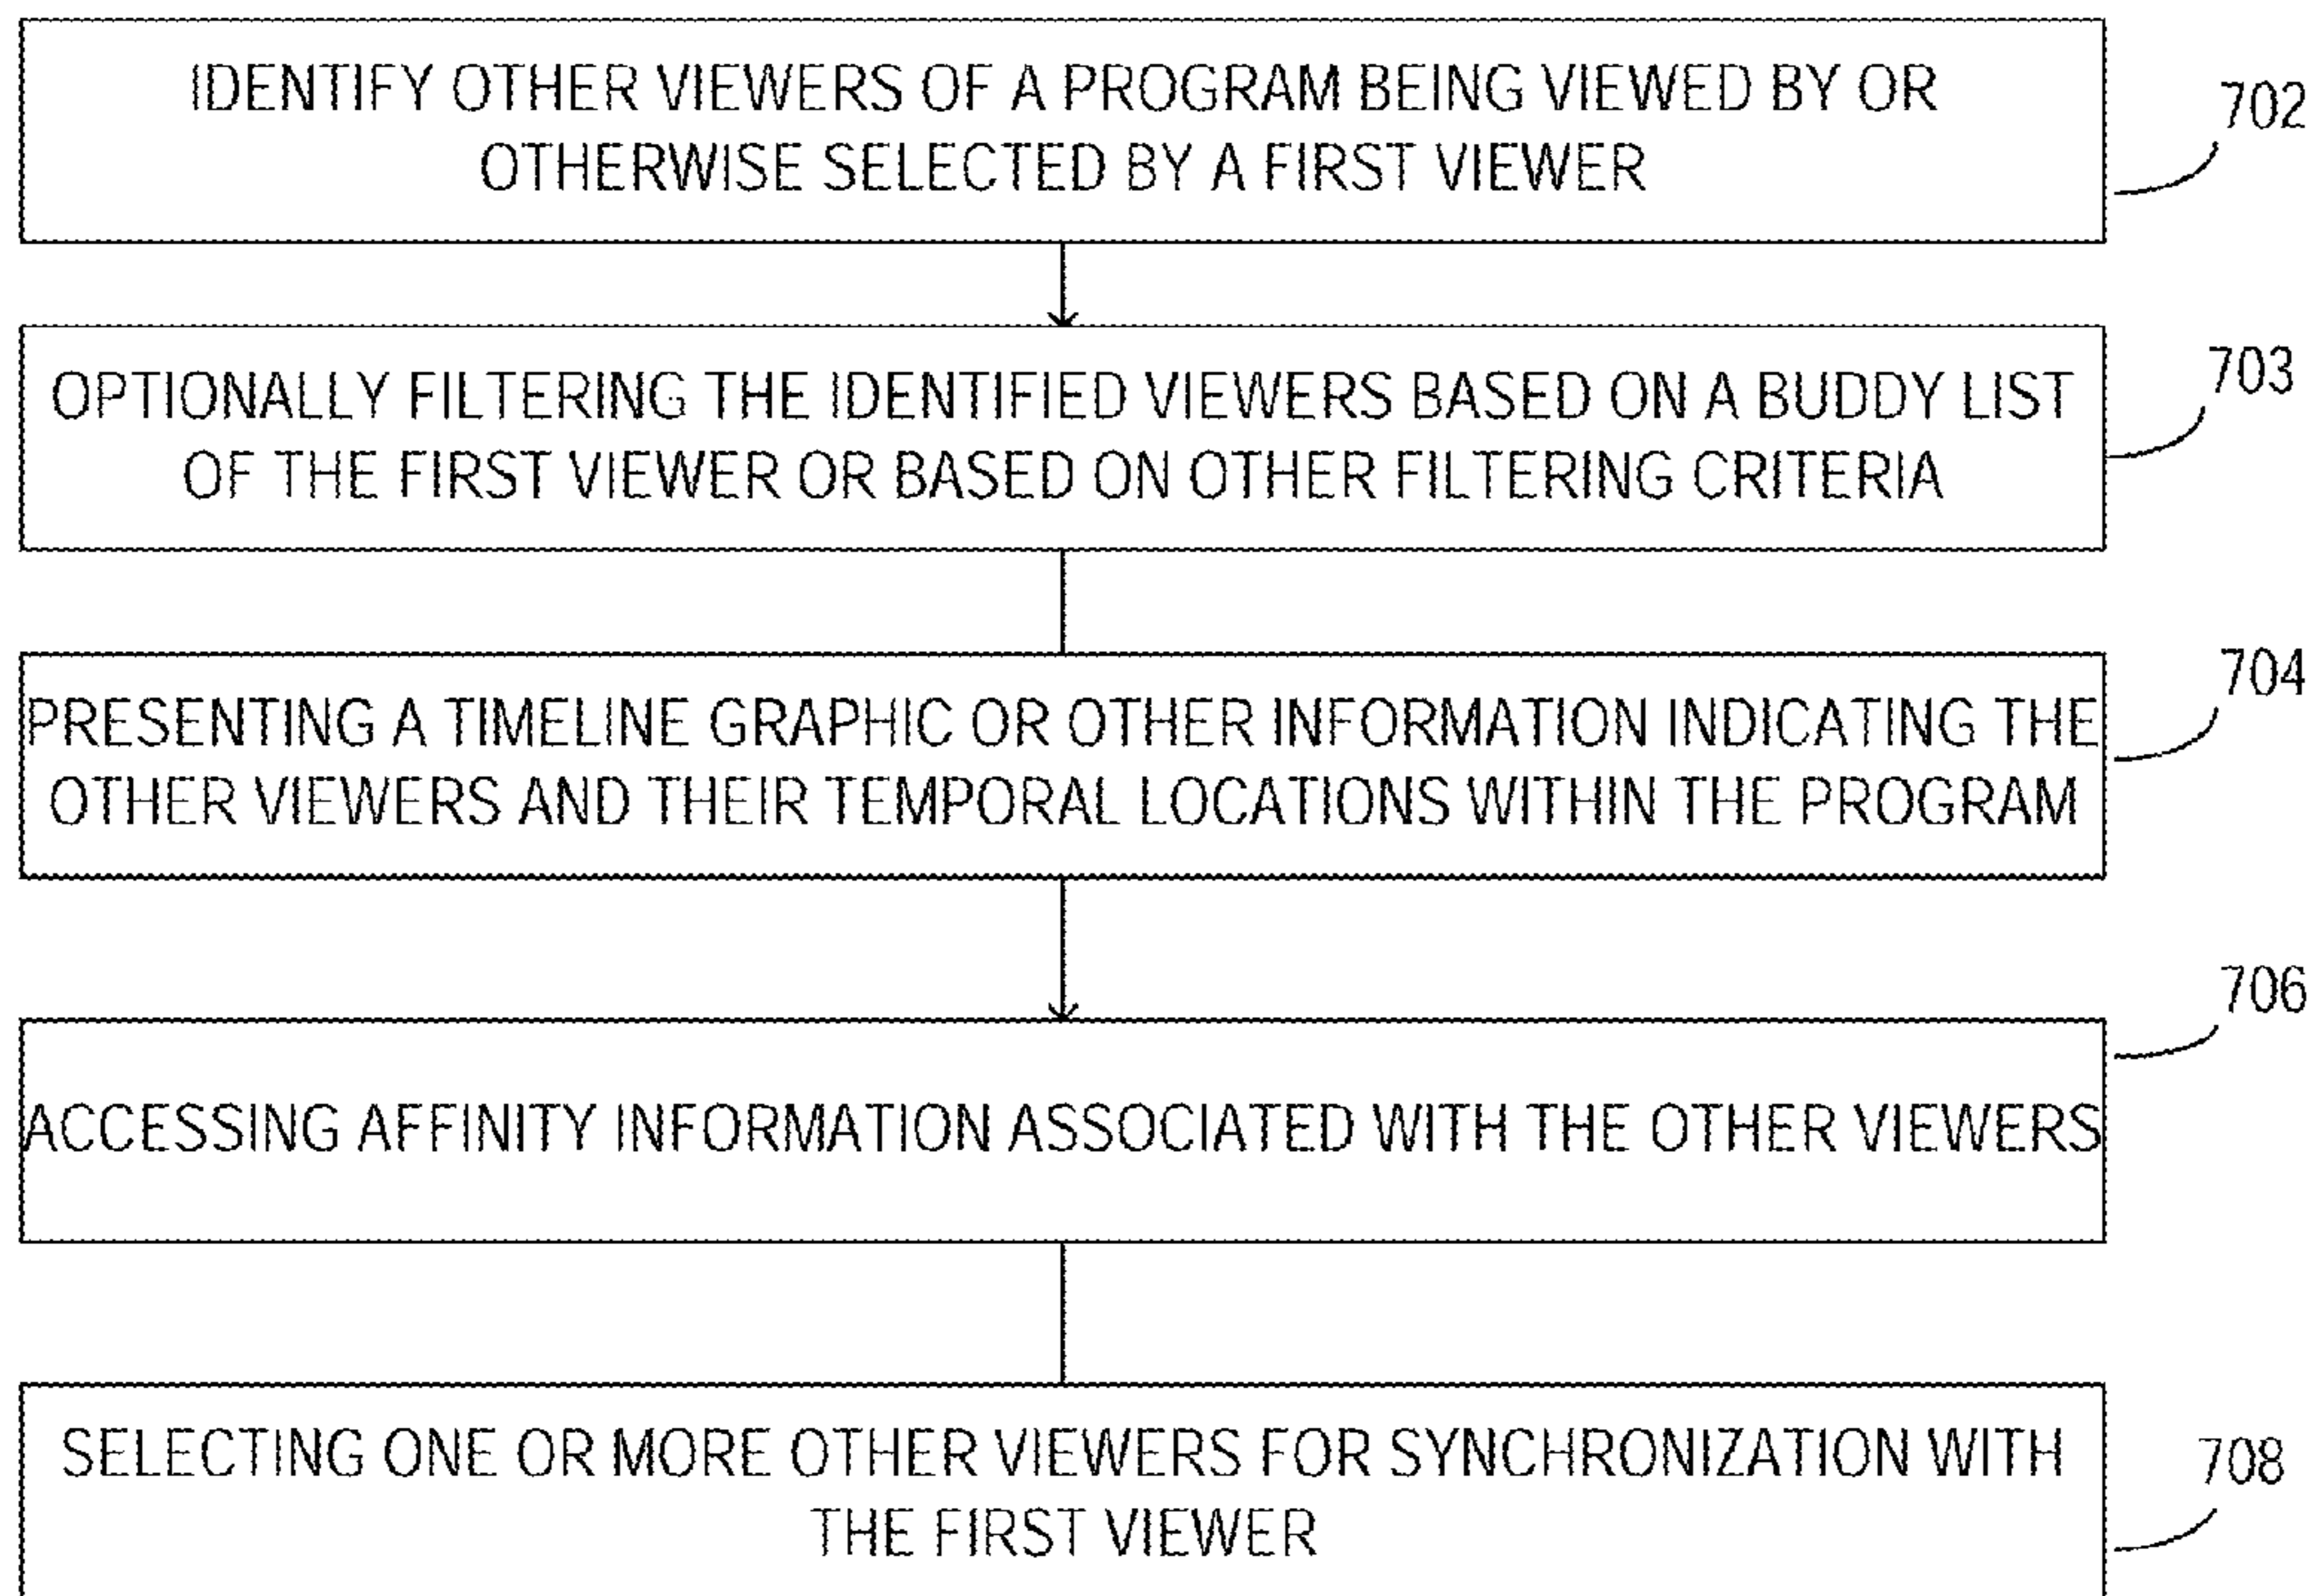 IDENTIFY OTHER VIEWERS OF A PROGRAM BEING VIEWED BY OR
OTHERWISE SELECTED BY A FIRST VIEWER
702
OPTIONALLY FILTERING THE IDENTIFIED VIEWERS BASED ON A BUDDY LIST
OF THE FIRST VIEWER OR BASED ON OTHER FILTERING CRITERIA
703
PRESENTING A TIMELINE GRAPHIC OR OTHER INFORMATION INDICATING THE
OTHER VIEWERS AND THEIR TEMPORAL LOCATIONS WITHIN THE PROGRAM
704
ACCESSING AFFINITY INFORMATION ASSOCIATED WITH THE OTHER VIEWERS
706
SELECTING ONE OR MORE OTHER VIEWERS FOR SYNCHRONIZATION WITH
THE FIRST VIEWER
708